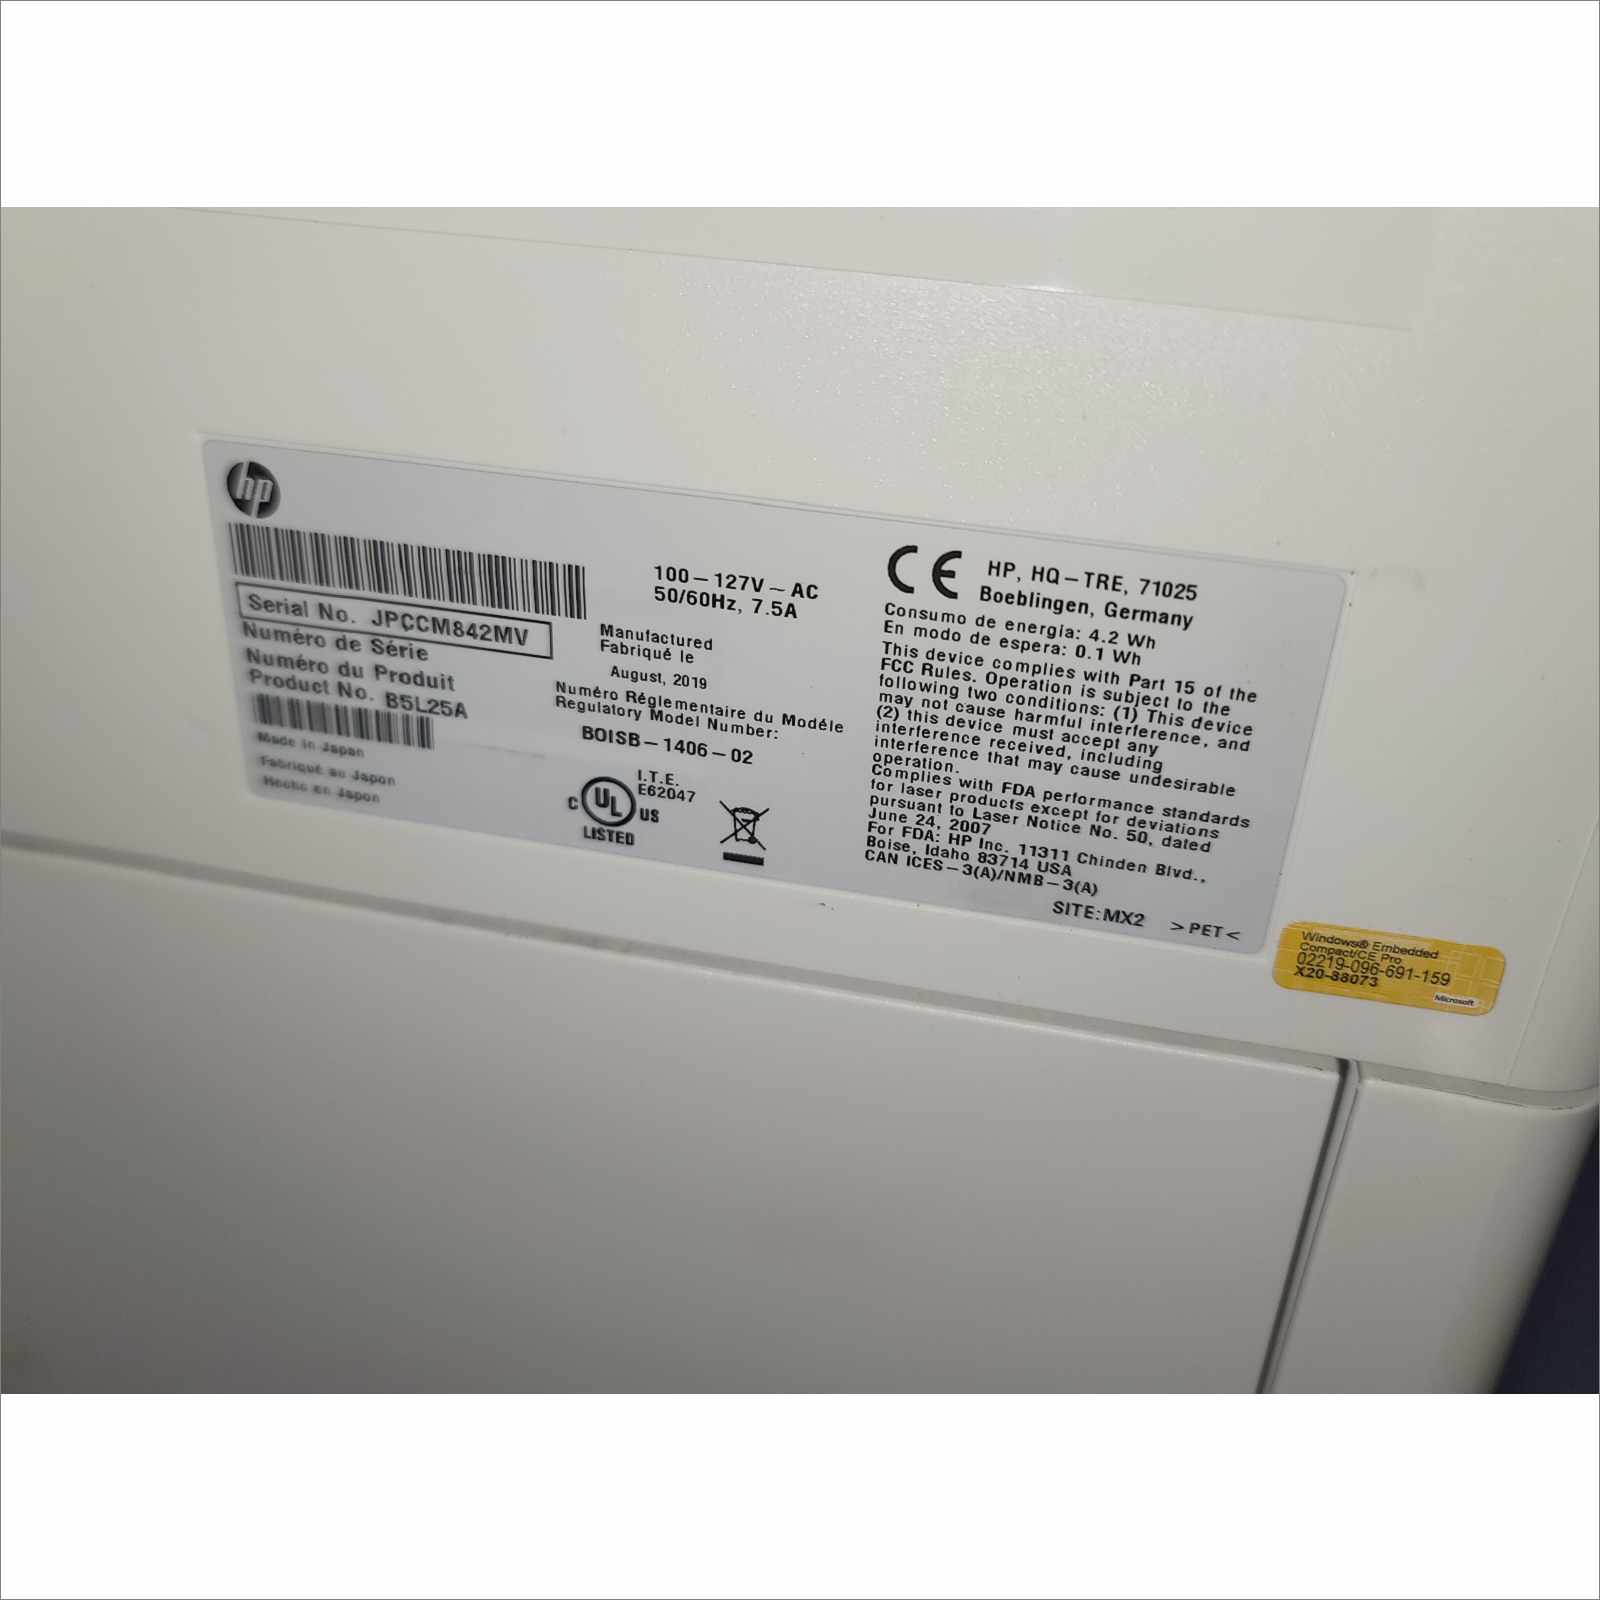 hp
Serial No. JPCCM842MV
Numéro de Série
Numéro du Produit
Product No. B5L25A
Made in Japan
Fabriqué au Japon
Hecho en Japon
100-127V~AC
50/60Hz, 7.5A
Manufactured
Fabriqué le
August, 2019
Numéro Réglementaire du Modéle
Regulatory Model Number:
BOISB-1406-02
C UL US
LISTED
I.T.E.
E62047
CE
HP, HQ-TRE, 71025
Boeblingen, Germany
Consumo de energia: 4.2 Wh
En modo de espera: 0.1 Wh
This device complies with Part 15 of the
FCC Rules. Operation is subject to the
following two conditions: (1) This device
may not cause harmful interference, and
(2) this device must accept any
interference received, including
interference that may cause undesirable
operation.
Complies with FDA performance standards
for laser products except for deviations
pursuant to Laser Notice No. 50, dated
June 24, 2007
For FDA: HP Inc. 11311 Chinden Blvd.,
Boise, Idaho 83714 USA
CAN ICES-3(A)/NMB-3(A)
SITE:MX2 >PET<
Windows® Embedded
Compact/CE Pro
02219-096-691-159
X20-88073
Microsoft